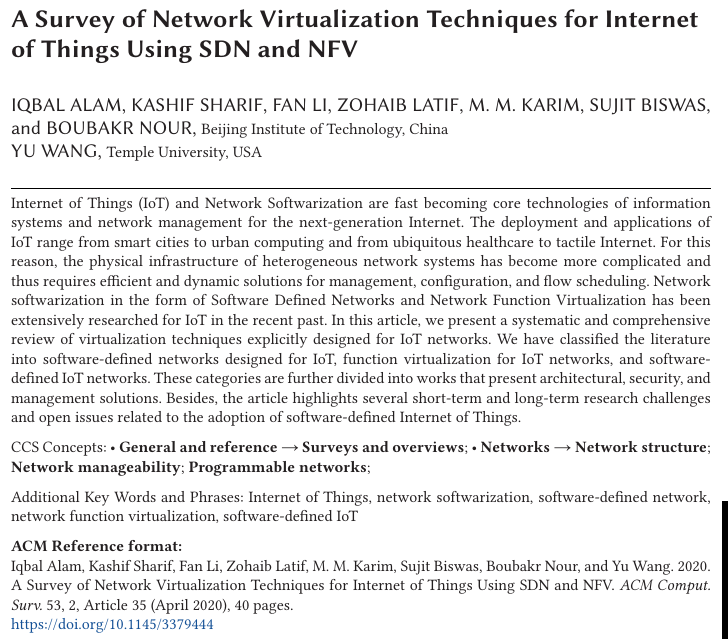 A Survey of Network Virtualization Techniques for Internet
of Things Using SDN and NFV
IQBAL ALAM, KASHIF SHARIF, FAN LI, ZOHAIB LATIF, M. M. KARIM, SUJIT BISWAS,
and BOUBAKR NOUR, Beijing Institute of Technology, China
YU WANG, Temple University, USA
Internet of Things (IoT) and Network Softwarization are fast becoming core technologies of information
systems and network management for the next-generation Internet. The deployment and applications of
IoT range from smart cities to urban computing and from ubiquitous healthcare to tactile Internet. For this
reason, the physical infrastructure of heterogeneous network systems has become more complicated and
thus requires efficient and dynamic solutions for management, configuration, and flow scheduling. Network
softwarization in the form of Software Defined Networks and Network Function Virtualization has been
extensively researched for IoT in the recent past. In this article, we present a systematic and comprehensive
review of virtualization techniques explicitly designed for IoT networks. We have classified the literature
into software-defined networks designed for IoT, function virtualization for IoT networks, and software-
defined IoT networks. These categories are further divided into works that present architectural, security, and
management solutions. Besides, the article highlights several short-term and long-term research challenges
and open issues related to the adoption of software-defined Internet of Things.
CCS Concepts: • General and reference → Surveys and overviews; • Networks → Network structure;
Network manageability; Programmable networks;
Additional Key Words and Phrases: Internet of Things, network softwarization, software-defined network,
network function virtualization, software-defined IoT
ACM Reference format:
Iqbal Alam, Kashif Sharif, Fan Li, Zohaib Latif, M. M. Karim, Sujit Biswas, Boubakr Nour, and Yu Wang. 2020.
A Survey of Network Virtualization Techniques for Internet of Things Using SDN and NFV. ACM Comput.
Surv. 53, 2, Article 35 (April 2020), 40 pages.
https://doi.org/10.1145/3379444